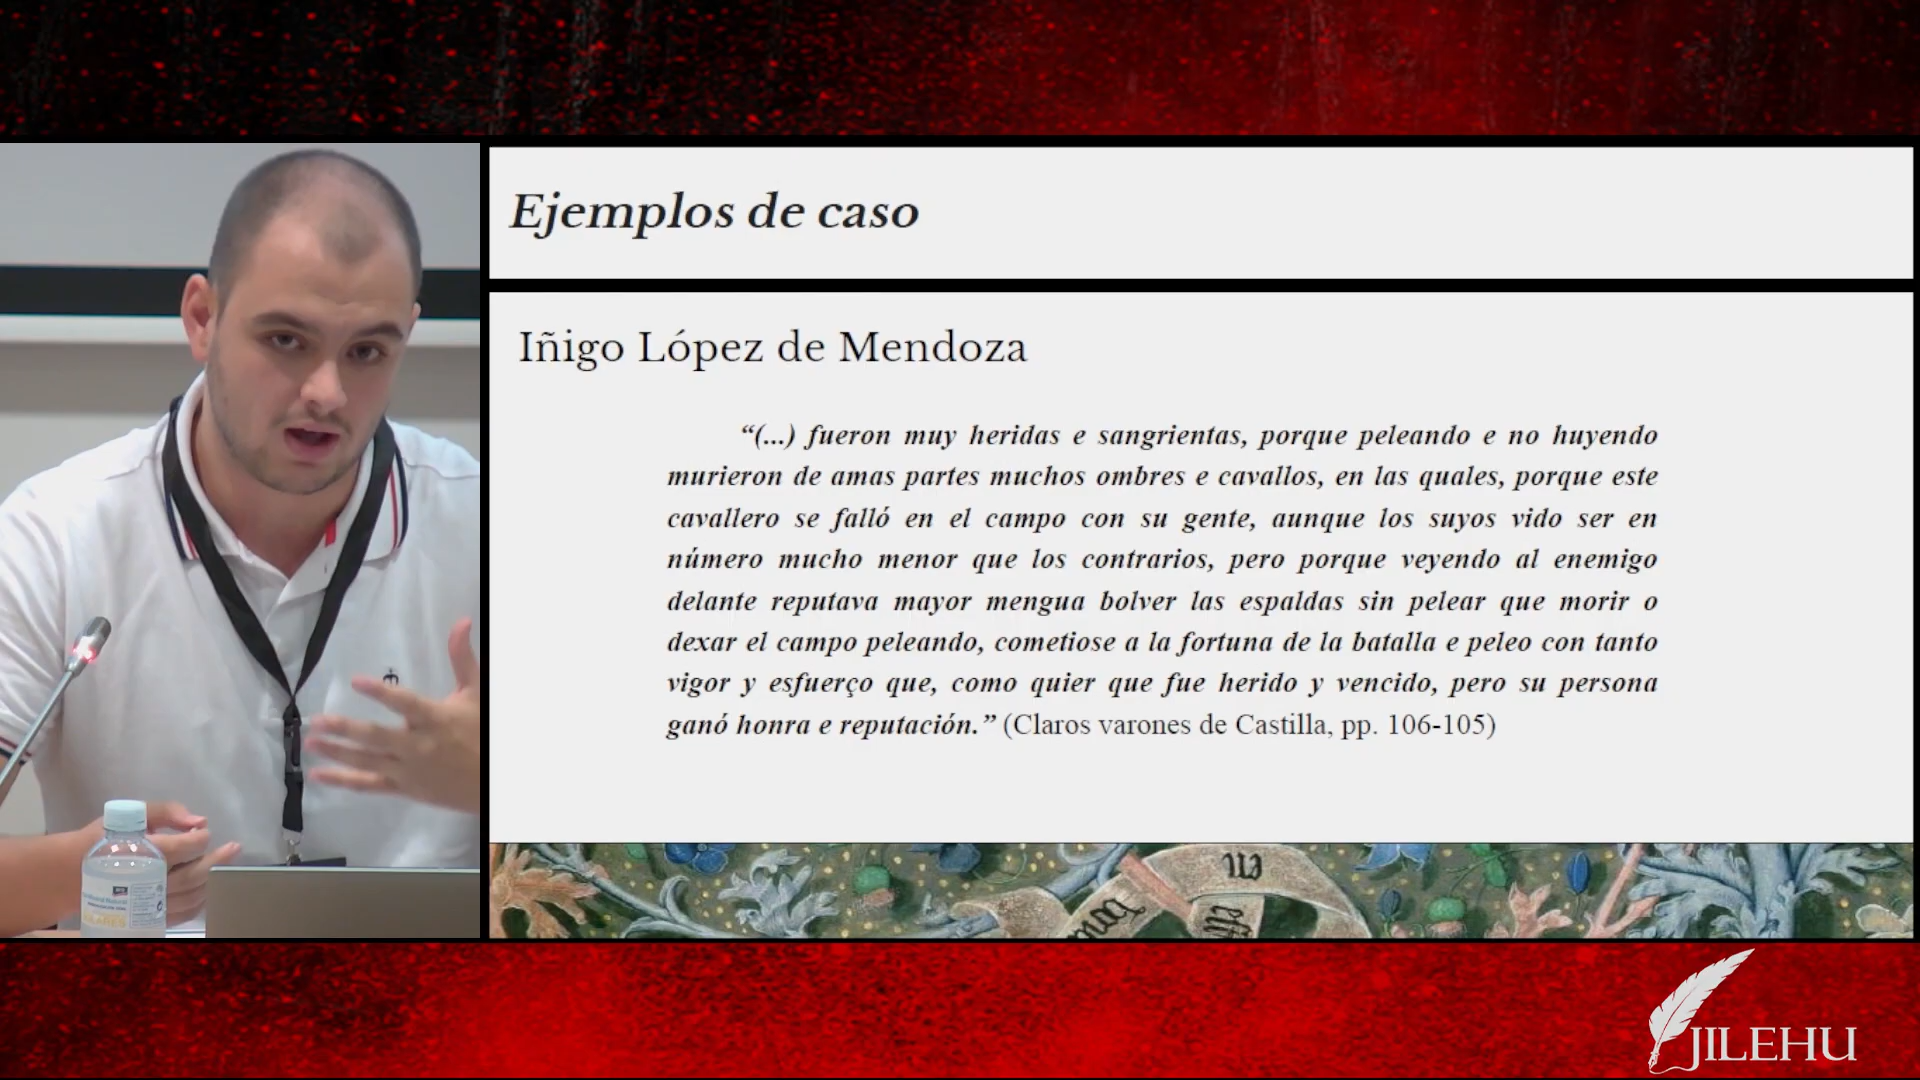 Ejemplos de caso
Iñigo López de Mendoza
“(...) fueron muy heridas e sangrientas, porque peleando e no huyendo
murieron de amas partes muchos ombres e cavallos, en las quales, porque este
cavallero se falló en el campo con su gente, aunque los suyos vido ser en
número mucho menor que los contrarios, pero porque veyendo al enemigo
delante reputava mayor mengua bolver las espaldas sin pelear que morir o
dexar el campo peleando, cometiose a la fortuna de la batalla e peleo con tanto
vigor y esfuerço que, como quier que fue herido y vencido, pero su persona
ganó honra e reputación.” (Claros varones de Castilla, pp. 106-105)
en
JILEHU